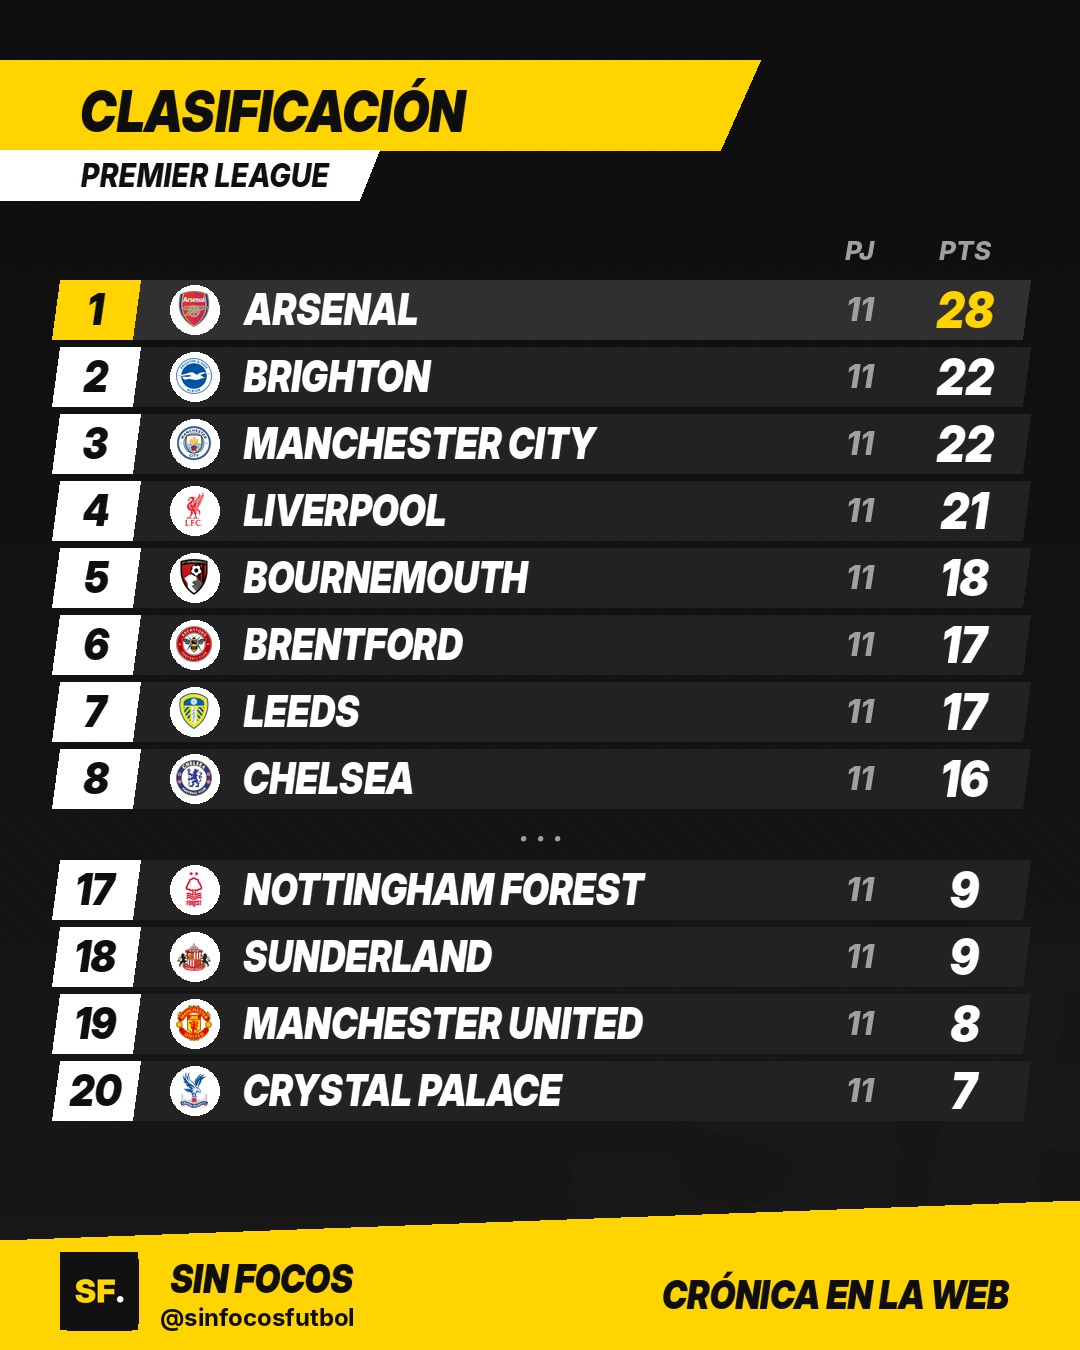 CLASIFICACIÓN
PREMIER LEAGUE
PJ PTS
1 ARSENAL 11 28
2 BRIGHTON 11 22
3 MANCHESTER CITY 11 22
4 LIVERPOOL 11 21
5 BOURNEMOUTH 11 18
6 BRENTFORD 11 17
7 LEEDS 11 17
8 CHELSEA 11 16
...
17 NOTTINGHAM FOREST 11 9
18 SUNDERLAND 11 9
19 MANCHESTER UNITED 11 8
20 CRYSTAL PALACE 11 7
SF.
SIN FOCOS
@sinfocosfutbol
CRÓNICA EN LA WEB